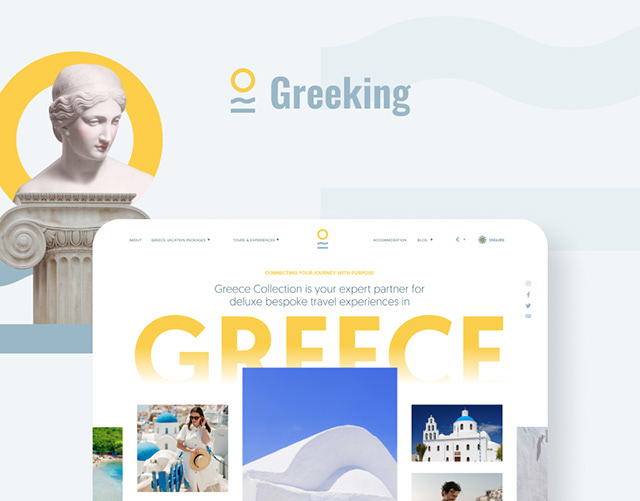 Greeking
ABOUT GREECE VACATION PACKAGES TOURS & EXPERIENCES ACCOMMODATION BLOG € ENQUIRE
CONNECTING YOUR JOURNEY WITH PURPOSE
Greece Collection is your expert partner for
deluxe bespoke travel experiences in
GREECE